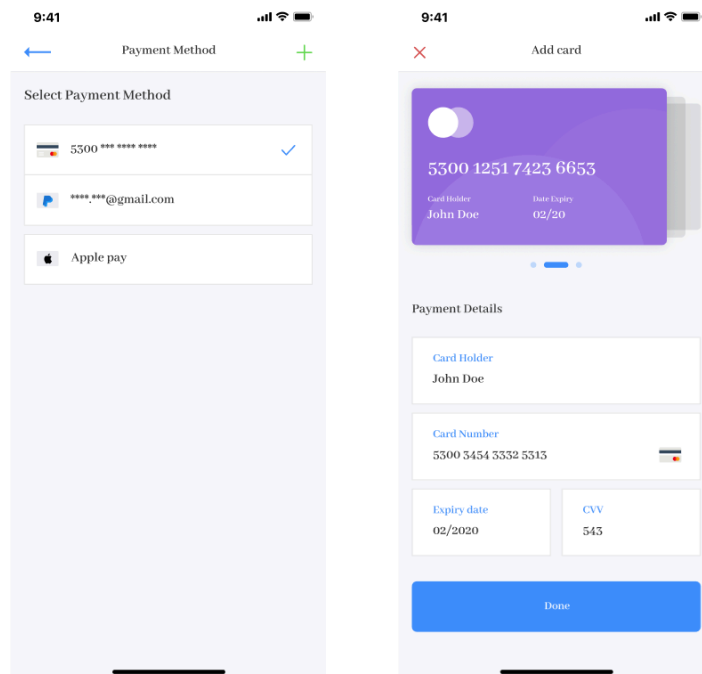 9:41
Payment Method
Select Payment Method
5300 *** **** ****
****.***@gmail.com
Apple pay
9:41
Add card
5300 1251 7423 6653
Card Holder
Date Expiry
John Doe
02/20
Payment Details
Card Holder
John Doe
Card Number
5300 3454 3332 5313
Expiry date
CVV
02/2020
543
Done